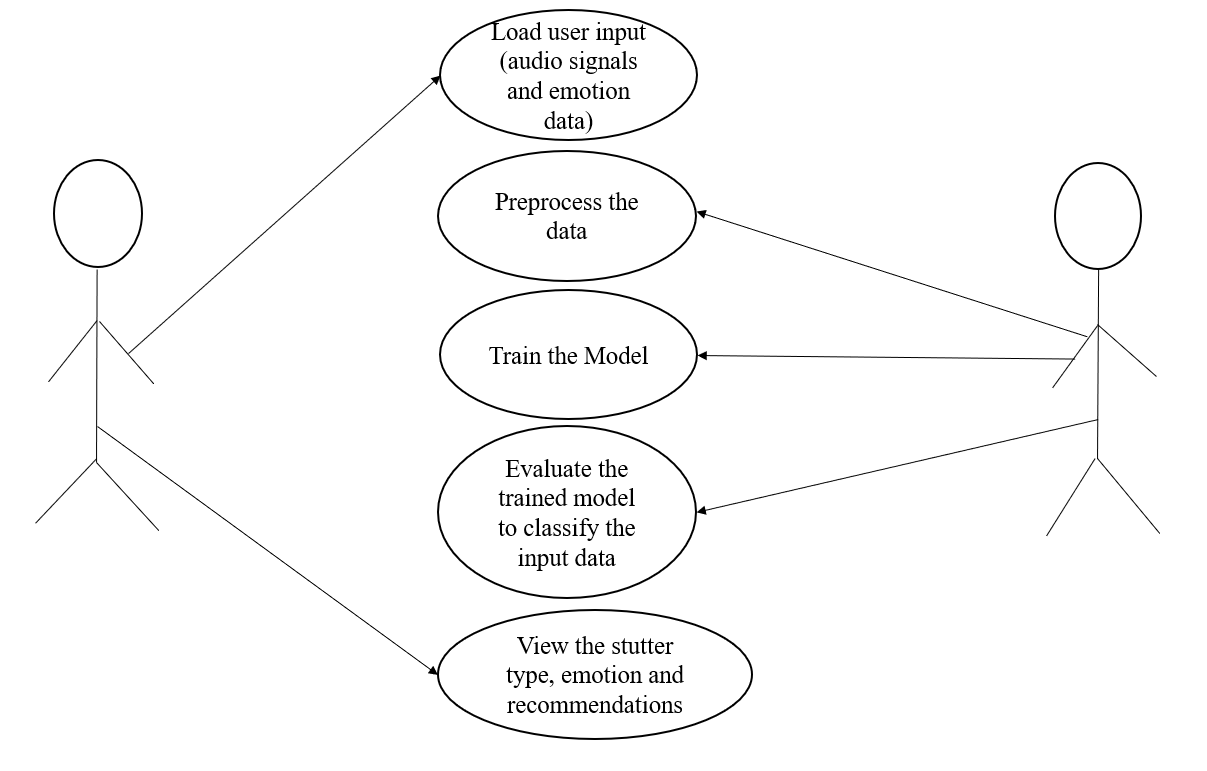 Load user input
(audio signals
and emotion
data)
Preprocess the
data
Train the Model
Evaluate the
trained model
to classify the
input data
View the stutter
type, emotion and
recommendations